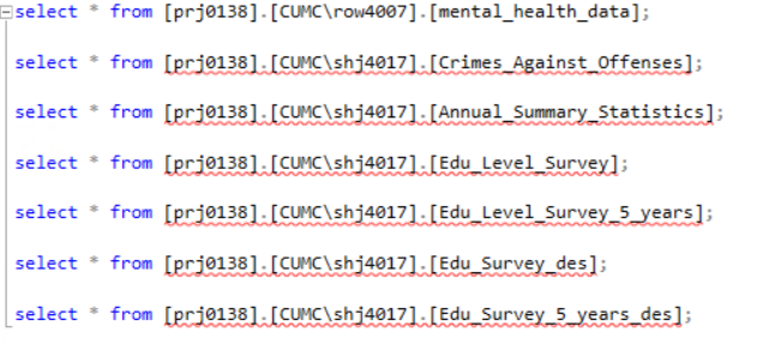 select * from [prj0138].[CUMC\row4007].[mental_health_data];
select * from [prj0138].[CUMC\shj4017].[Crimes_Against_Offenses];
select * from [prj0138].[CUMC\shj4017].[Annual_Summary_Statistics];
select * from [prj0138].[CUMC\shj4017].[Edu_Level_Survey];
select * from [prj0138].[CUMC\shj4017].[Edu_Level_Survey_5_years];
select * from [prj0138].[CUMC\shj4017].[Edu_Survey_des];
select * from [prj0138].[CUMC\shj4017].[Edu_Survey_5_years_des];